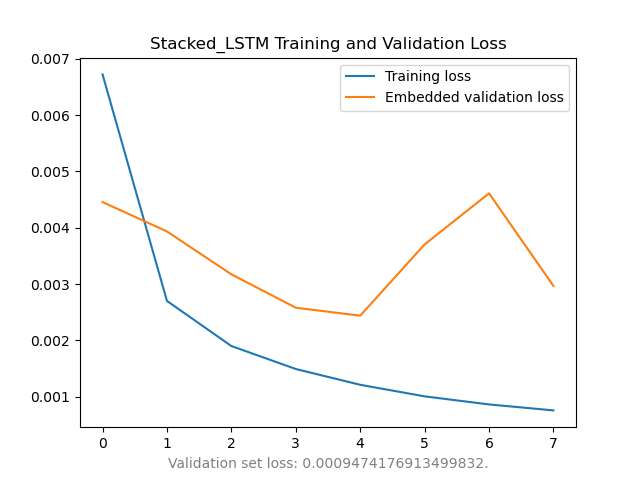 Stacked_LSTM Training and Validation Loss
Training loss
Embedded validation loss
0.007
0.006
0.005
0.004
0.003
0.002
0.001
0 1 2 3 4 5 6 7
Validation set loss: 0.0009474176913499832.